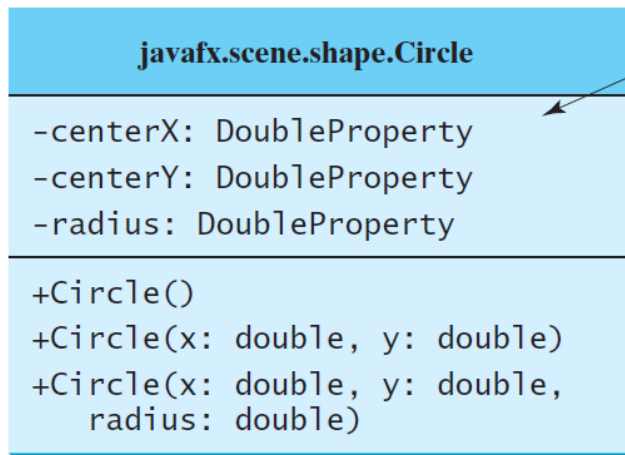 javafx.scene.shape.Circle
-centerX: DoubleProperty
-centerY: DoubleProperty
-radius: DoubleProperty
+Circle()
+Circle(x: double, y: double)
+Circle(x: double, y: double,
radius: double)